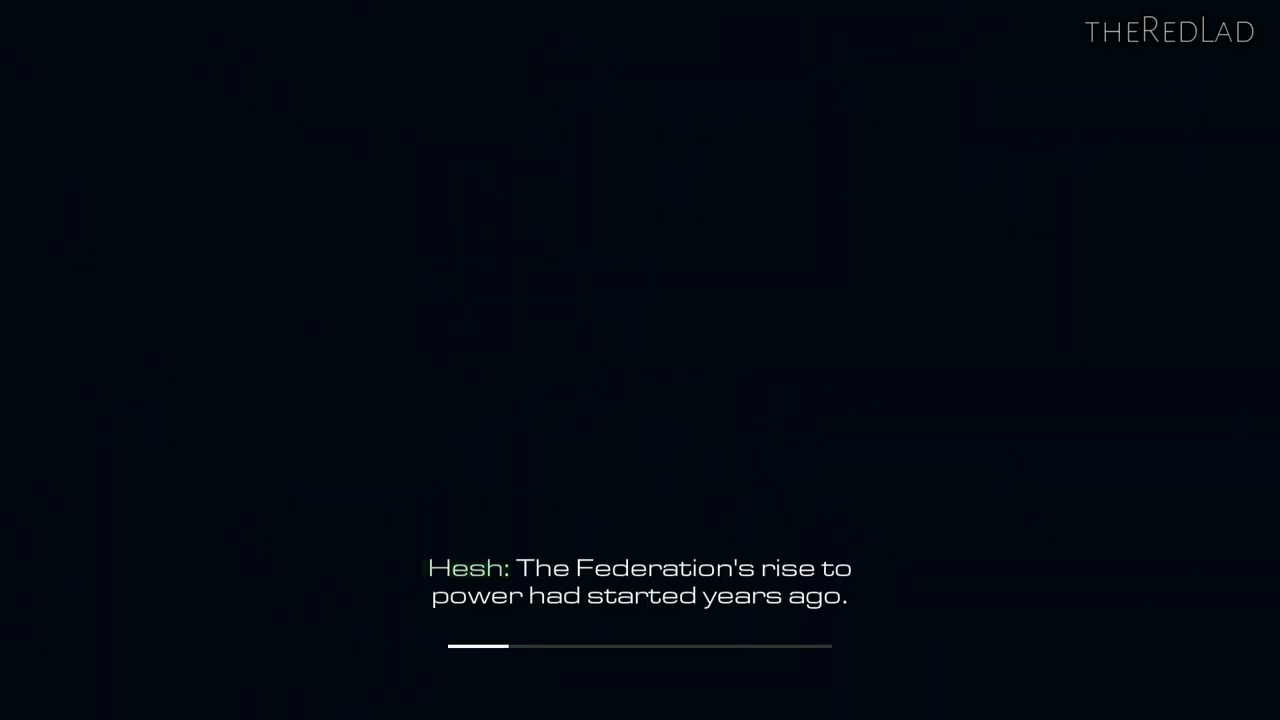 THEREDLAD
Hesh: The Federation's rise to
power had started years ago.